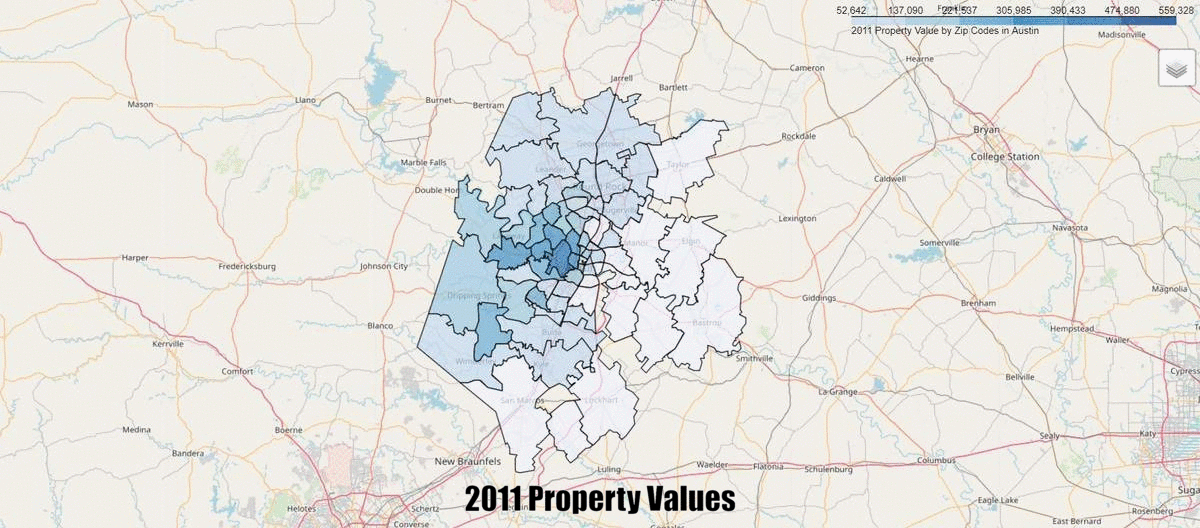 52,642 137,090 221,537 305,985 390,433 474,880 559,328
2011 Property Value by Zip Codes in Austin
Madisonville
Hearne
Cameron
Jarrell
Bartlett
Mason
Llano
Burnet
Bertram
Rockdale
Bryan
College Station
Georgetown
Marble Falls
Leander
Taylor
Caldwell
Double Hor
Round Rock
Pflugerville
Lexington
Navasota
Manor
Elgin
Somerville
Harper
Fredericksburg
Johnson City
Dripping Springs
Giddings
Brenham
Magnolia
Blanco
Buda
Bastrop
Hempstead
Waller
Kerrville
Comfort
Kyle
Smithville
Bellville
Cypress
La Grange
San Marcos
Lockhart
Medina
Boerne
Bandera
Sealy
Katy
New Braunfels
Luling
Waelder
Flatonia
Schulenburg
Columbus
Suga
Helotes
Schertz
Converse
2011 Property Values
Eagle Lake
Rosenberg
East Bernard